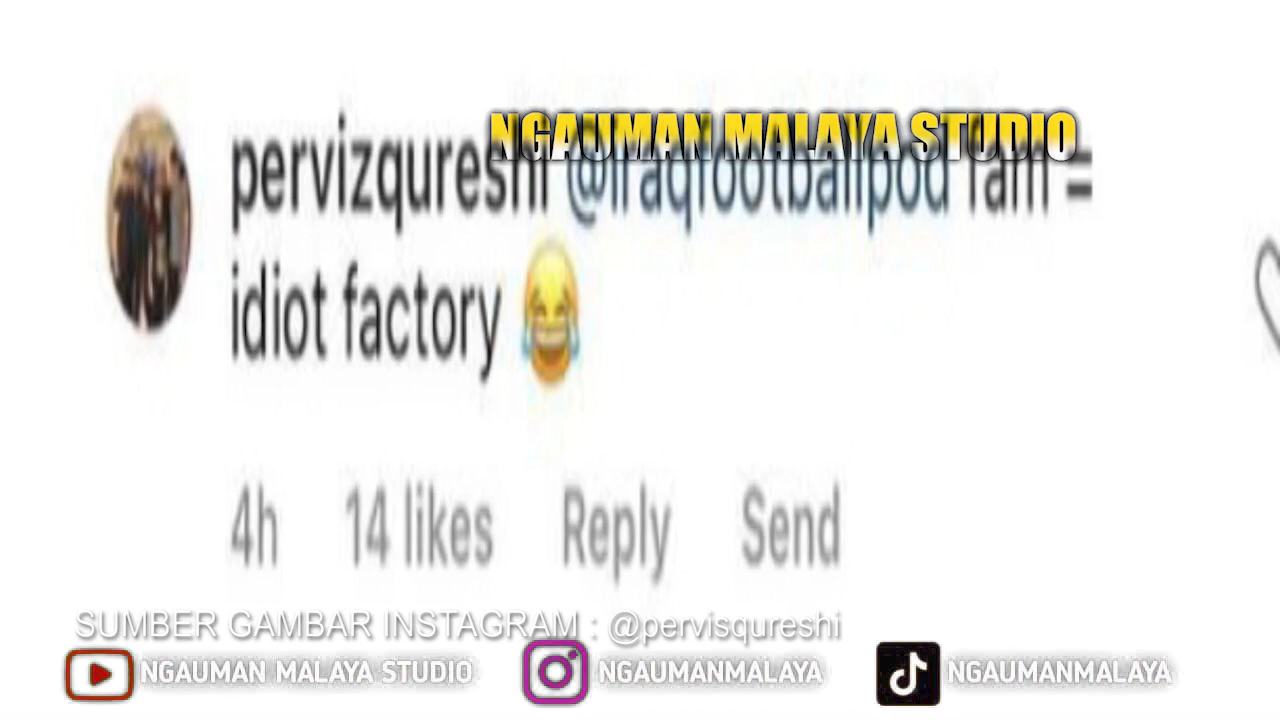 NGAUMAN MALAYA STUDIO
pervizqureshi @iraqfootballpod fam =
idiot factory 😂
4h 14 likes Reply Send
SUMBER GAMBAR INSTAGRAM : @pervisqureshi
NGAUMAN MALAYA STUDIO NGAUMANMALAYA NGAUMANMALAYA